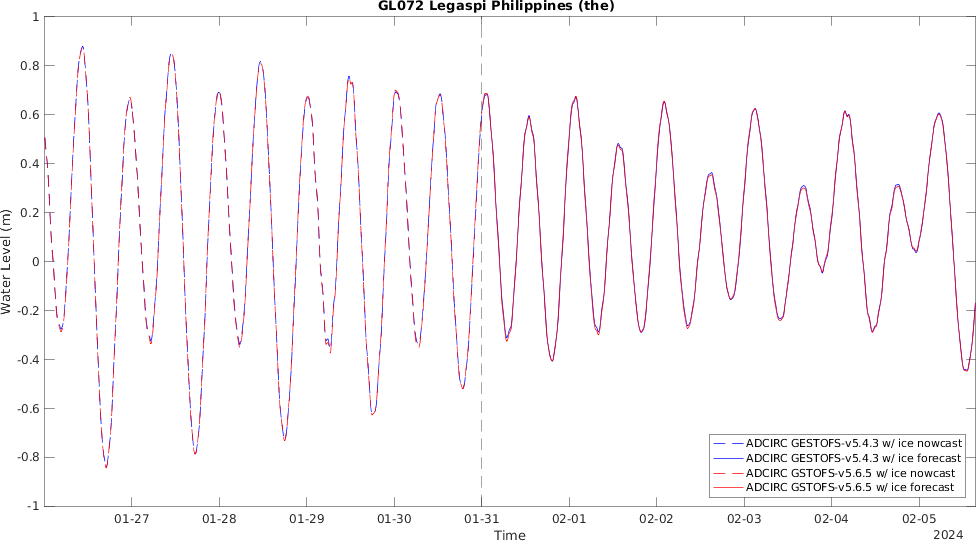 GL072 Legaspi Philippines (the)
1
0.8
0.6
0.4
0.2
0
-0.2
-0.4
-0.6
-0.8
-1
Water Level (m)
01-27 01-28 01-29 01-30 01-31 02-01 02-02 02-03 02-04 02-05
Time
2024
ADCIRC GESTOFS-v5.4.3 w/ ice nowcast
ADCIRC GESTOFS-v5.4.3 w/ ice forecast
ADCIRC GSTOFS-v5.6.5 w/ ice nowcast
ADCIRC GSTOFS-v5.6.5 w/ ice forecast